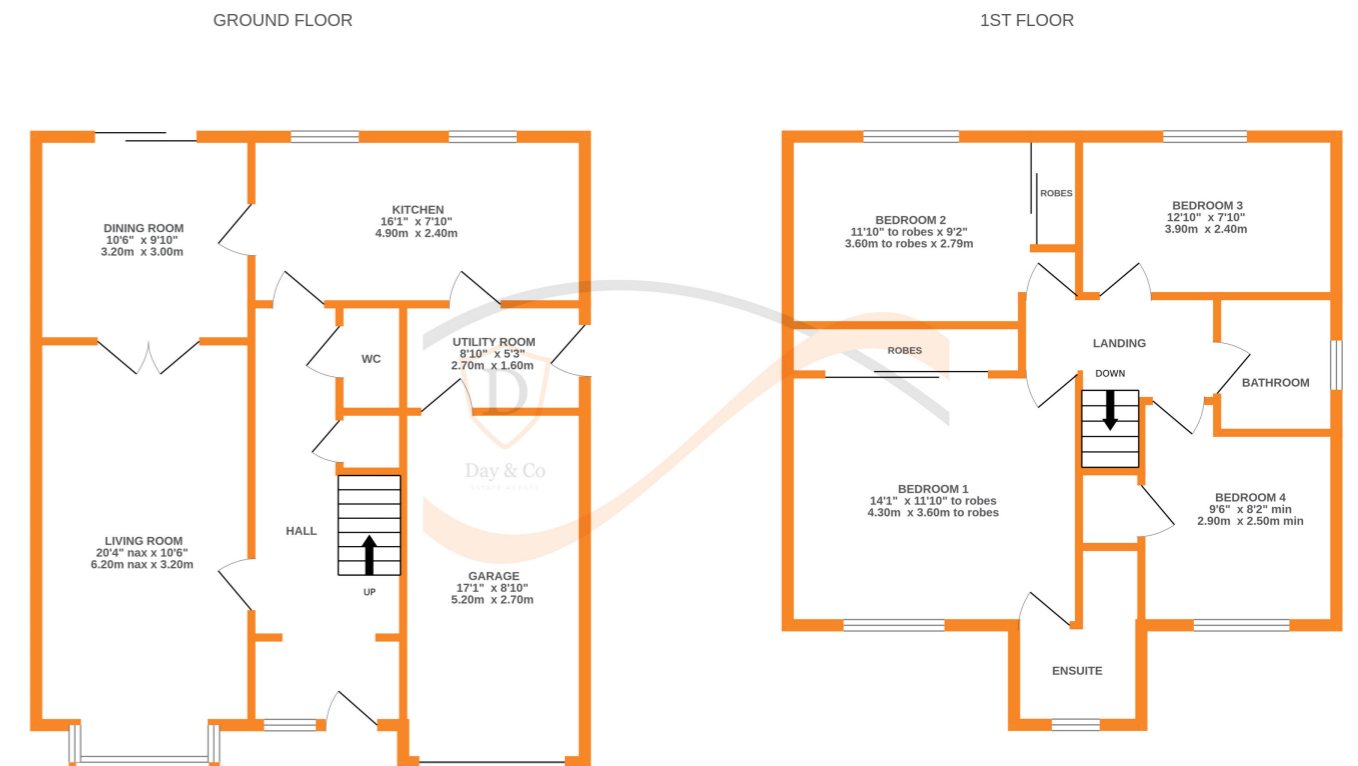 GROUND FLOOR
1ST FLOOR
DINING ROOM
10'6" x 9'10"
3.20m x 3.00m
KITCHEN
16'1" x 7'10"
4.90m x 2.40m
WC
UTILITY ROOM
8'10" x 5'3"
2.70m x 1.60m
LIVING ROOM
20'4" nax x 10'6"
6.20m nax x 3.20m
HALL
UP
GARAGE
17'1" x 8'10"
5.20m x 2.70m
D
Day & Co
ESTATE AGENTS
BEDROOM 2
11'10" to robes x 9'2"
3.60m to robes x 2.79m
ROBES
BEDROOM 3
12'10" x 7'10"
3.90m x 2.40m
ROBES
LANDING
DOWN
BATHROOM
BEDROOM 1
14'1" x 11'10" to robes
4.30m x 3.60m to robes
BEDROOM 4
9'6" x 8'2" min
2.90m x 2.50m min
ENSUITE